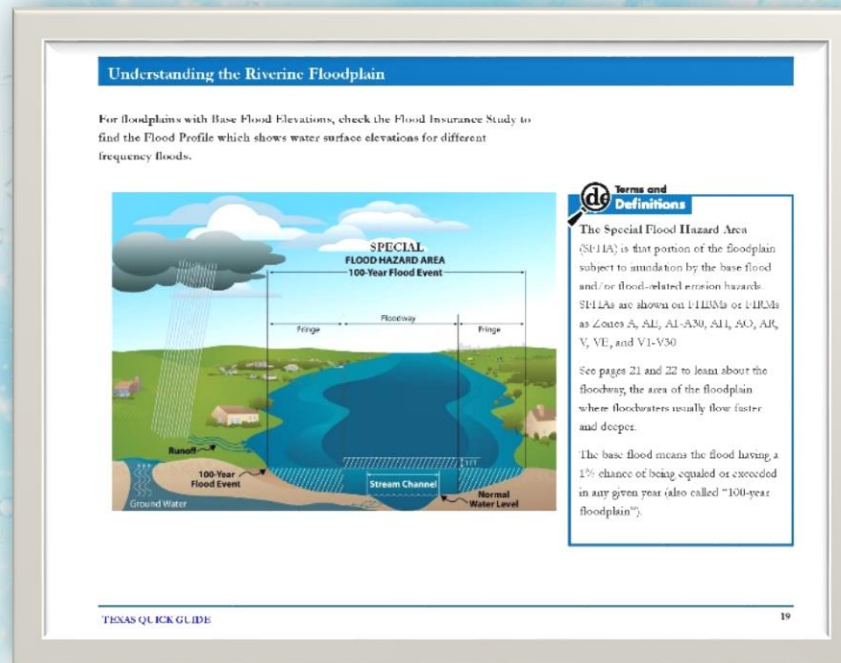 Understanding the Riverine Floodplain
For floodplains with Base Flood Elevations, check the Flood Insurance Study to
find the Flood Profile which shows water surface elevations for different
frequency floods.
SPECIAL
FLOOD HAZARD AREA
100-Year Flood Event
Floodway
Fringe
Fringe
Runoff
100-Year
Flood Event
Ground Water
Stream Channel
1FT
Normal
Water Level
Terms and
Definitions
The Special Flood Hazard Area
(SFHA) is that portion of the floodplain
subject to inundation by the base flood
and/or flood-related erosion hazards.
SFHAs are shown on FHBMs or FIRMs
as Zones A, AE, A1-A30, AH, AO, AR,
V, VE, and V1-V30
See pages 21 and 22 to learn about the
floodway, the area of the floodplain
where floodwaters usually flow faster
and deeper.
The base flood means the flood having a
1% chance of being equaled or exceeded
in any given year (also called "100-year
floodplain").
TEXAS QUICK GUIDE
19